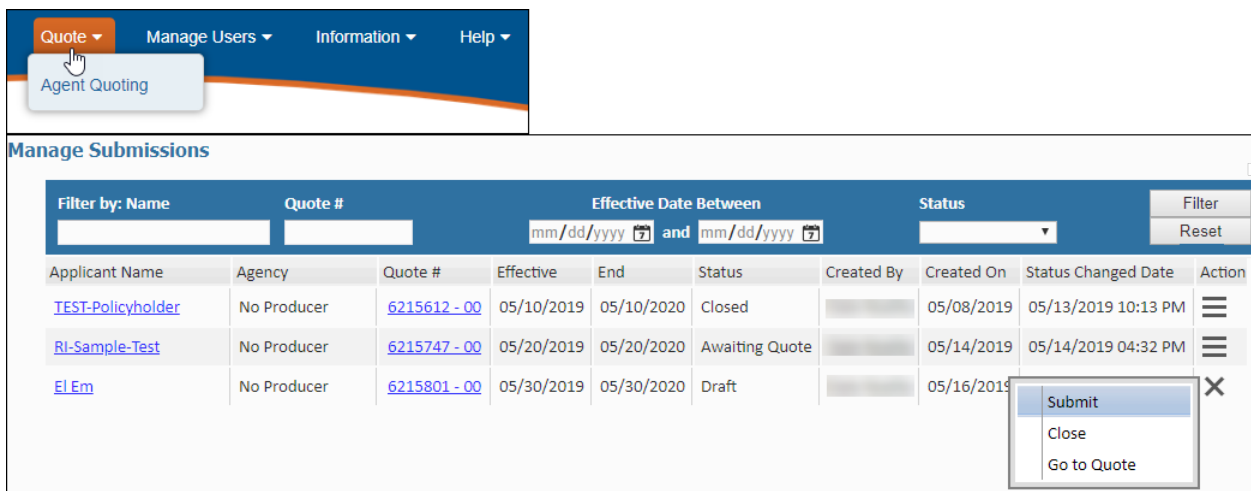 Quote Manage Users Information Help
Agent Quoting
Manage Submissions
Filter by: Name Quote # Effective Date Between Status Filter
mm/dd/yyyy 7 and mm/dd/yyyy 7 Reset
Applicant Name Agency Quote # Effective End Status Created By Created On Status Changed Date Action
TEST-Policyholder No Producer 6215612 - 00 05/10/2019 05/10/2020 Closed 05/08/2019 05/13/2019 10:13 PM
RI-Sample-Test No Producer 6215747 - 00 05/20/2019 05/20/2020 Awaiting Quote 05/14/2019 05/14/2019 04:32 PM
El Em No Producer 6215801 - 00 05/30/2019 05/30/2020 Draft 05/16/2019
Submit
Close
Go to Quote